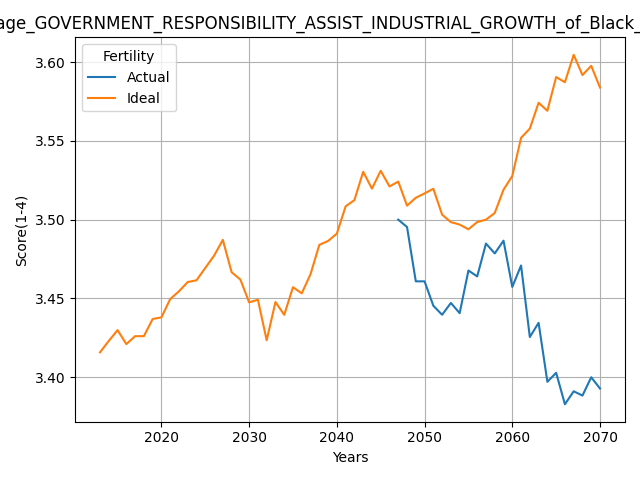 age_GOVERNMENT_RESPONSIBILITY_ASSIST_INDUSTRIAL_GROWTH_of_Black_
Fertility
Actual
Ideal
3.60
3.55
3.50
3.45
3.40
Score(1-4)
2020 2030 2040 2050 2060 2070
Years